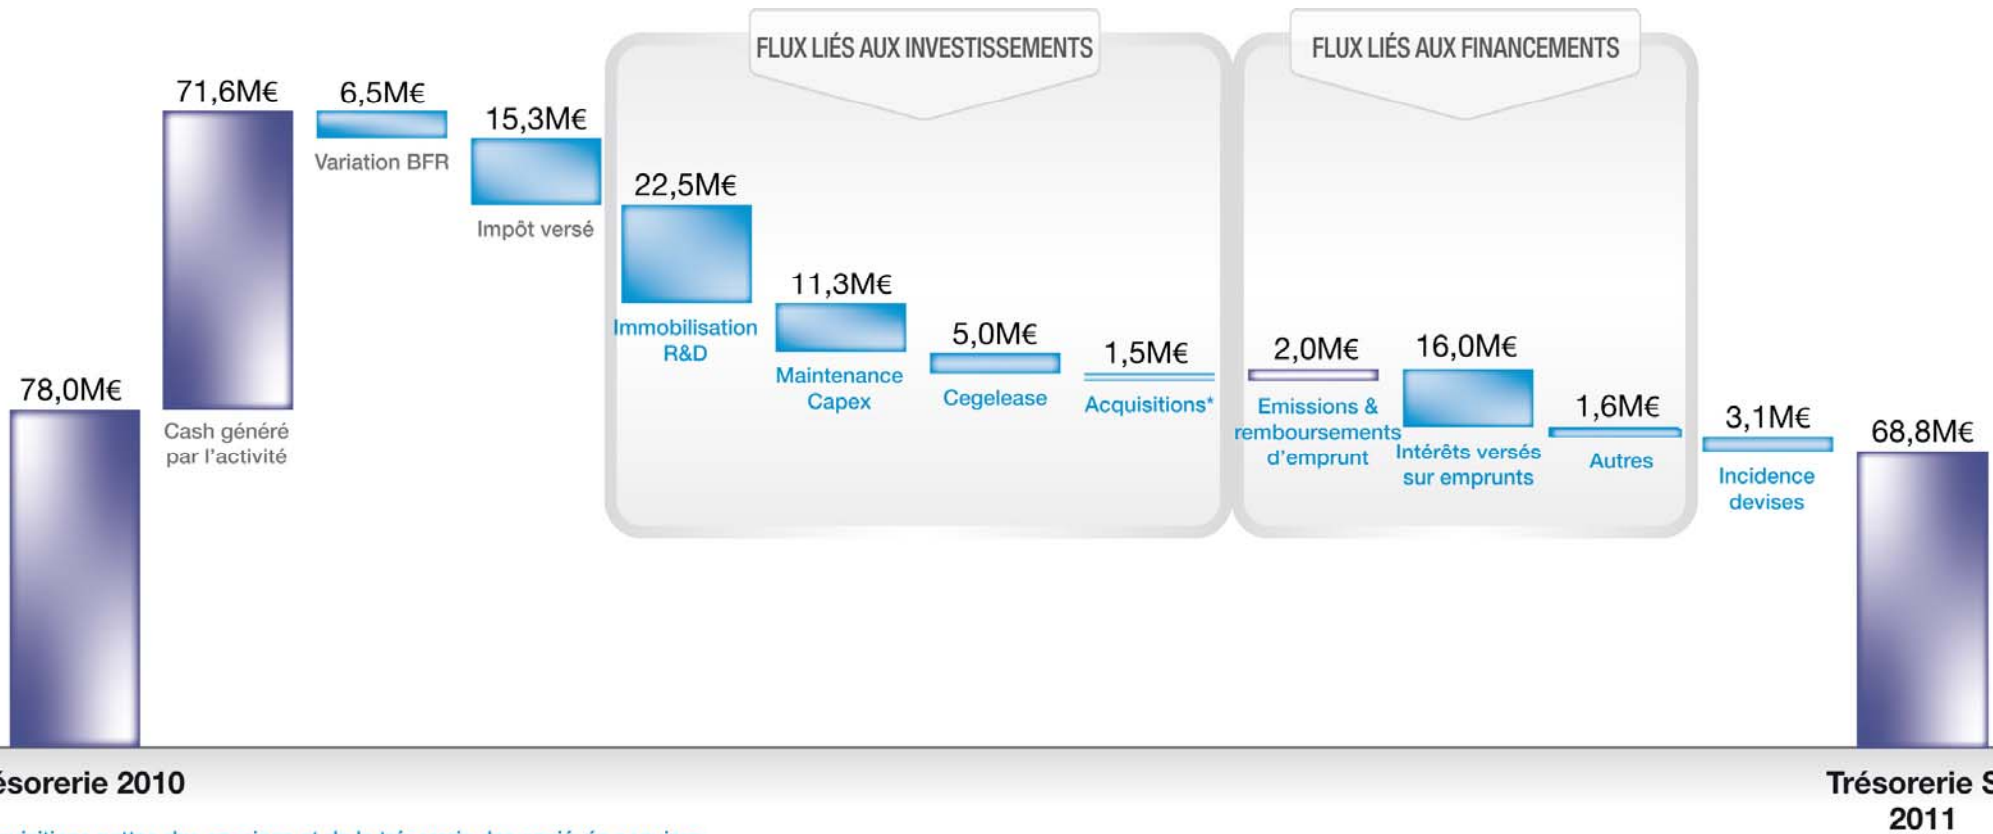 FLUX LIÉS AUX INVESTISSEMENTS
FLUX LIÉS AUX FINANCEMENTS
78,0M€
71,6M€
Cash généré
par l'activité
6,5M€
Variation BFR
15,3M€
Impôt versé
22,5M€
Immobilisation
R&D
11,3M€
Maintenance
Capex
5,0M€
Cegelease
1,5M€
Acquisitions*
2,0M€
Emissions &
remboursements
d'emprunt
16,0M€
Intérêts versés
sur emprunts
1,6M€
Autres
3,1M€
Incidence
devises
68,8M€
ésorerie 2010
Trésorerie S
2011